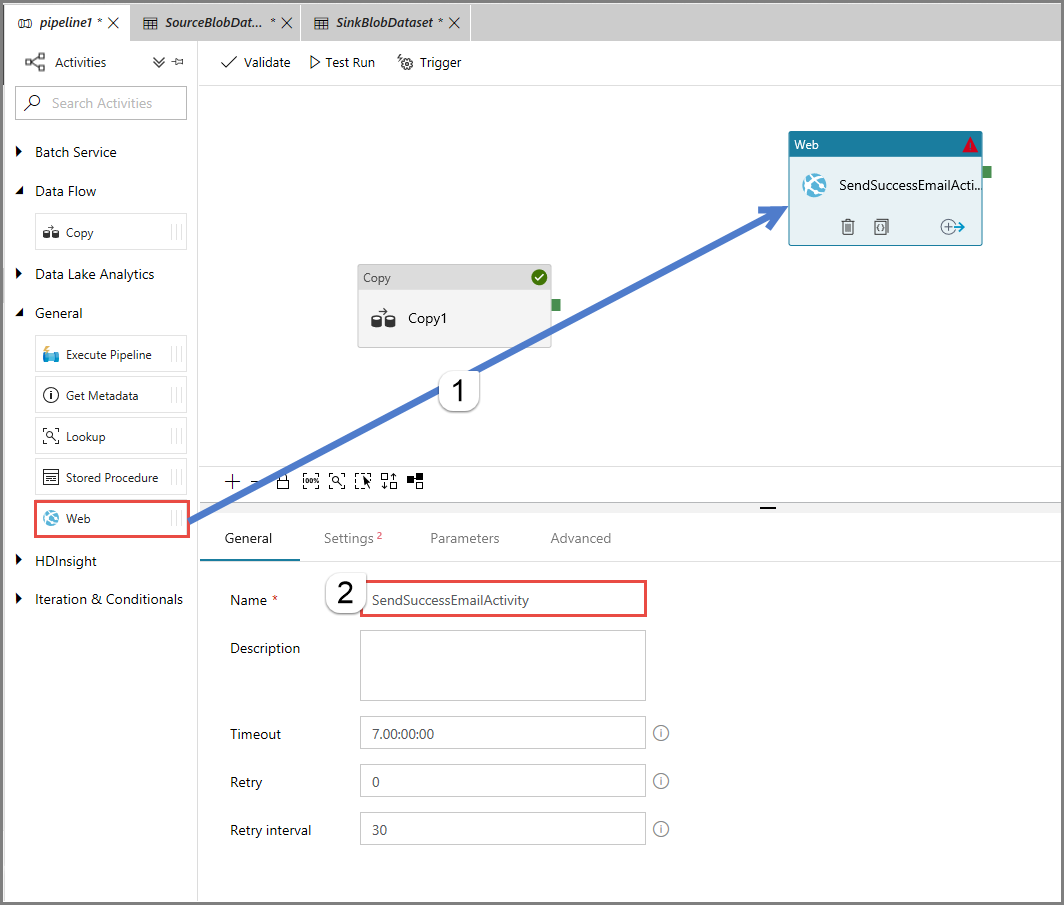 pipeline1 *
SourceBlobDat... *
SinkBlobDataset *
Activities
Validate
Test Run
Trigger
Search Activities
Batch Service
Data Flow
Copy
Data Lake Analytics
General
Execute Pipeline
Get Metadata
Lookup
Stored Procedure
Web
HDInsight
Iteration & Conditionals
Web
SendSuccessEmailActi...
Copy
Copy1
1
100%
General
Settings 2
Parameters
Advanced
Name *
2
SendSuccessEmailActivity
Description
Timeout
7.00:00:00
Retry
0
Retry interval
30